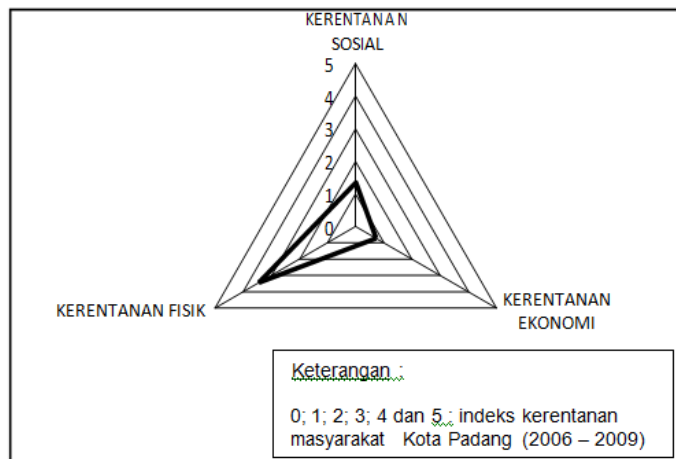 KERENTANAN
SOSIAL
5
4
3
2
1
0
KERENTANAN FISIK
KERENTANAN
EKONOMI
Keterangan :
0; 1; 2; 3; 4 dan 5 : indeks kerentanan
masyarakat Kota Padang (2006 – 2009)